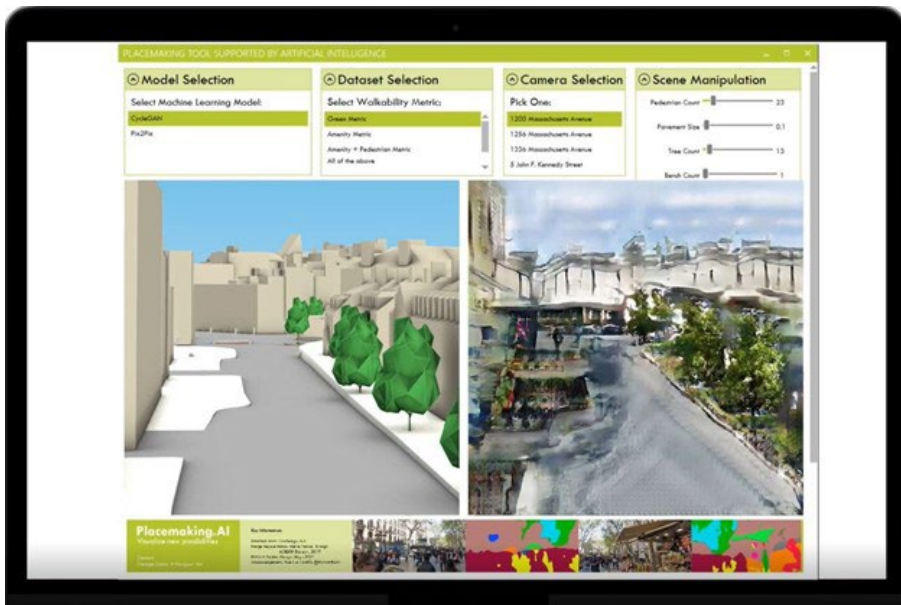 PLACEMAKING TOOL SUPPORTED BY ARTIFICIAL INTELLIGENCE
Model Selection
Select Machine Learning Model:
CycleGAN
Pix2Pix
Dataset Selection
Select Walkability Metric:
Green Metric
Amenity Metric
Amenity + Pedestrian Metric
All of the above
Camera Selection
Pick One:
1200 Massachusetts Avenue
1256 Massachusetts Avenue
1336 Massachusetts Avenue
5 John F. Kennedy Street
Scene Manipulation
Pedestrian Count 25
Pavement Size 0.1
Tree Count 15
Bench Count 1
Placemaking.AI
Visualize new possibilities